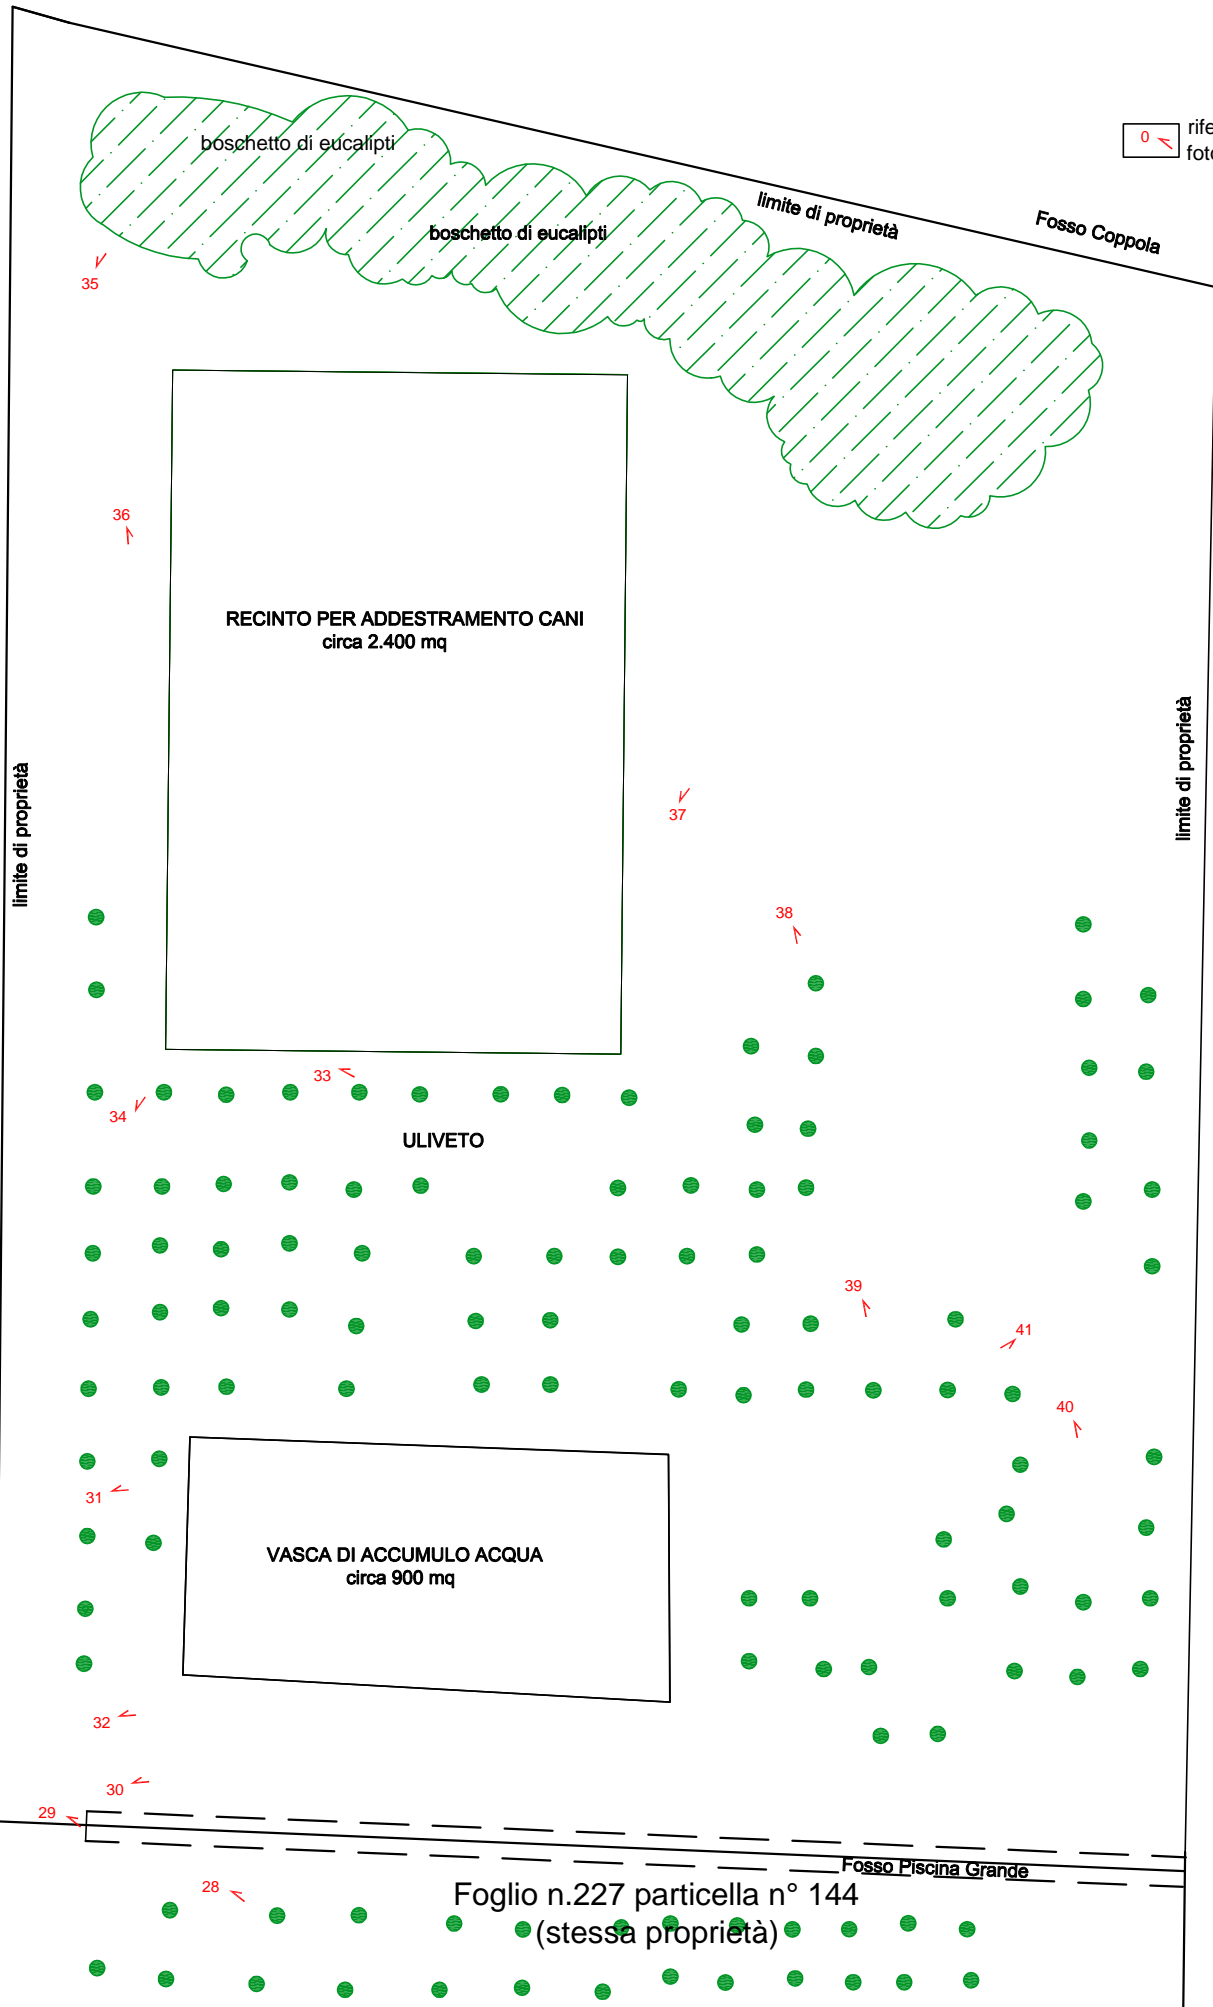 boschetto di eucalipti
0
limite di proprietà
Fosso Coppola
boschetto di eucalipti
35
36
RECINTO PER ADDESTRAMENTO CANI
circa 2.400 mq
limite di proprietà
limite di proprietà
37
38
33
34
ULIVETO
39
41
40
31
VASCA DI ACCUMULO ACQUA
circa 900 mq
32
30
29
Fosso Piscina Grande
28
Foglio n.227 particella n° 144
(stessa proprietà)